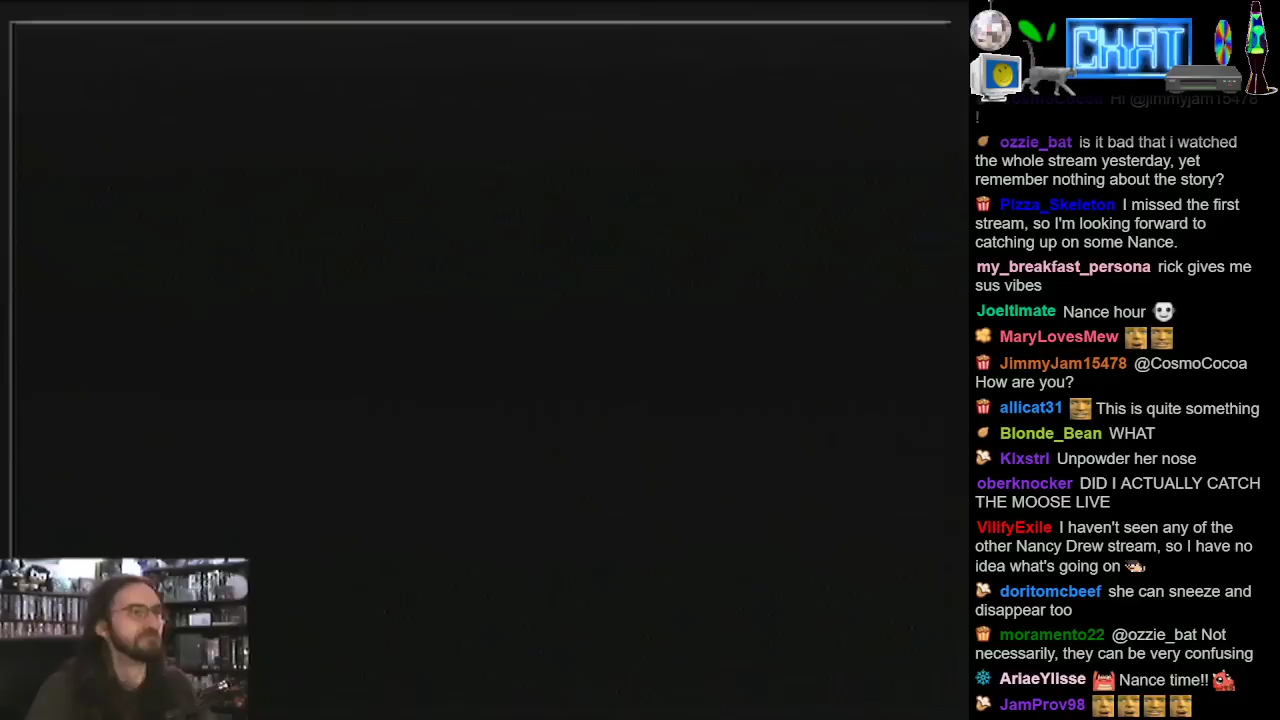 CHAT
Hi @jimmyjam15478
!
ozzie_bat is it bad that i watched
the whole stream yesterday, yet
remember nothing about the story?
Pizza_Skeleton I missed the first
stream, so I'm looking forward to
catching up on some Nance.
my_breakfast_persona rick gives me
sus vibes
Joeltimate Nance hour
MaryLovesMew
JimmyJam15478 @CosmoCocoa
How are you?
allicat31 This is quite something
Blonde_Bean WHAT
Kixstri Unpowder her nose
oberknocker DID I ACTUALLY CATCH
THE MOOSE LIVE
VilifyExile I haven't seen any of the
other Nancy Drew stream, so I have no
idea what's going on
doritomcbeef she can sneeze and
disappear too
moramento22 @ozzie_bat Not
necessarily, they can be very confusing
AriaeYlisse Nance time!!
JamProv98